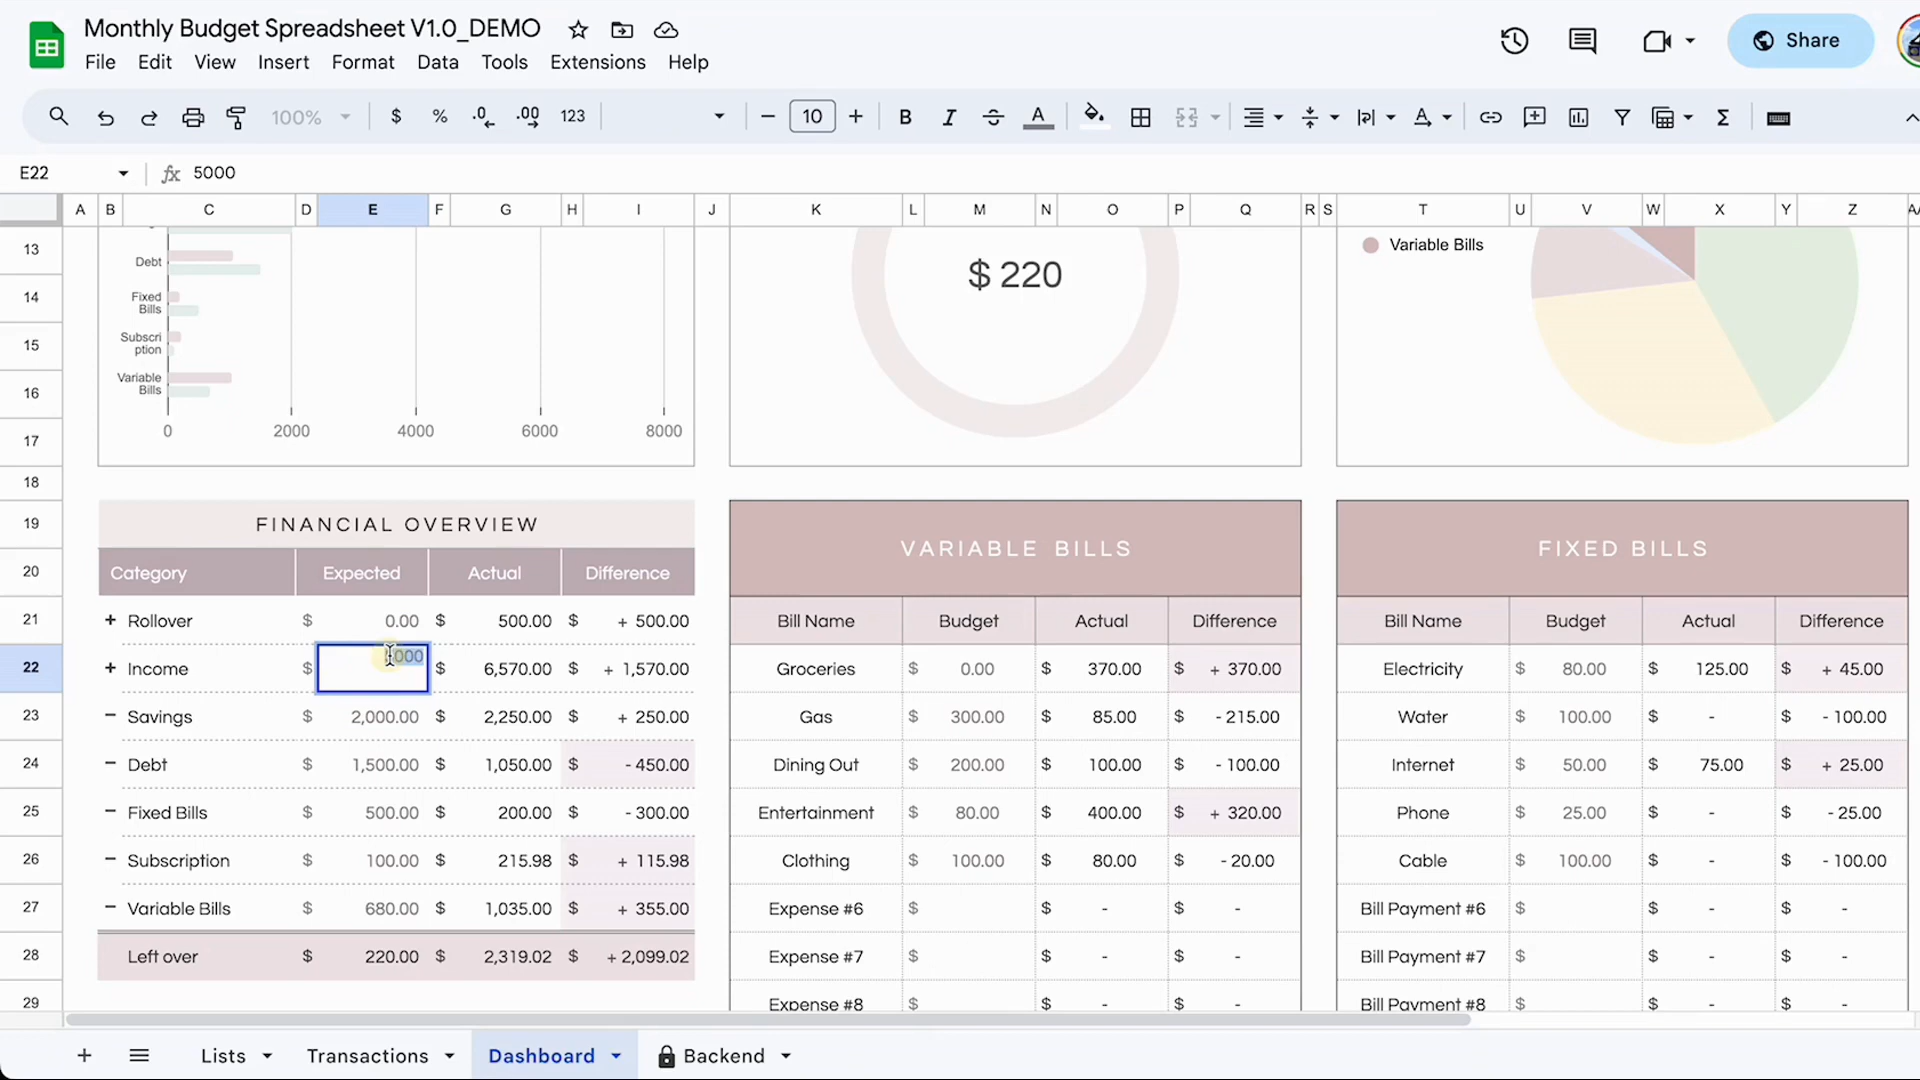 Monthly Budget Spreadsheet V1.0_DEMO
File Edit View Insert Format Data Tools Extensions Help
Share
100% $ % .0 .00 123 10 B I S A
E22 fx 5000
A B C D E F G H I J K L M N O P Q R S T U V W X Y Z AA
13 14 15 16 17 18 19 20 21 22 23 24 25 26 27 28 29
Debt
Fixed
Bills
Subscri
ption
Variable
Bills
0 2000 4000 6000 8000
$ 220
Variable Bills
FINANCIAL OVERVIEW
Category Expected Actual Difference
+ Rollover $ 0.00 $ 500.00 $ + 500.00
+ Income $ 000 $ 6,570.00 $ + 1,570.00
– Savings $ 2,000.00 $ 2,250.00 $ + 250.00
– Debt $ 1,500.00 $ 1,050.00 - 450.00
– Fixed Bills $ 500.00 $ 200.00 $ - 300.00
– Subscription $ 100.00 $ 215.98 $ + 115.98
– Variable Bills $ 680.00 $ 1,035.00 $ + 355.00
Left over $ 220.00 $ 2,319.02 $ + 2,099.02
VARIABLE BILLS
Bill Name Budget Actual Difference
Groceries $ 0.00 $ 370.00 $ + 370.00
Gas $ 300.00 $ 85.00 $ - 215.00
Dining Out $ 200.00 $ 100.00 $ - 100.00
Entertainment $ 80.00 $ 400.00 $ + 320.00
Clothing $ 100.00 $ 80.00 $ - 20.00
Expense #6 $ $ - $ -
Expense #7 $ $ - $ -
Expense #8 $ $ - $ -
FIXED BILLS
Bill Name Budget Actual Difference
Electricity $ 80.00 $ 125.00 $ + 45.00
Water $ 100.00 $ - $ - 100.00
Internet $ 50.00 $ 75.00 $ + 25.00
Phone $ 25.00 $ - $ - 25.00
Cable $ 100.00 $ - $ - 100.00
Bill Payment #6 $ $ - $ -
Bill Payment #7 $ $ - $ -
Bill Payment #8 $ $ - $ -
+ Lists Transactions Dashboard Backend